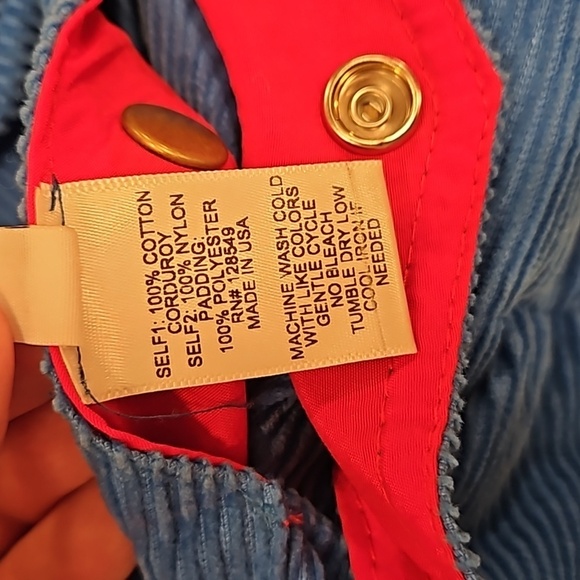 SELF1: 100% COTTON
CORDUROY
SELF2: 100% NYLON
PADDING:
100% POLYESTER
RN# 128549
MADE IN USA
MACHINE WASH COLD
WITH LIKE COLORS
GENTLE CYCLE
NO BLEACH
TUMBLE DRY LOW
COOL IRON IF
NEEDED